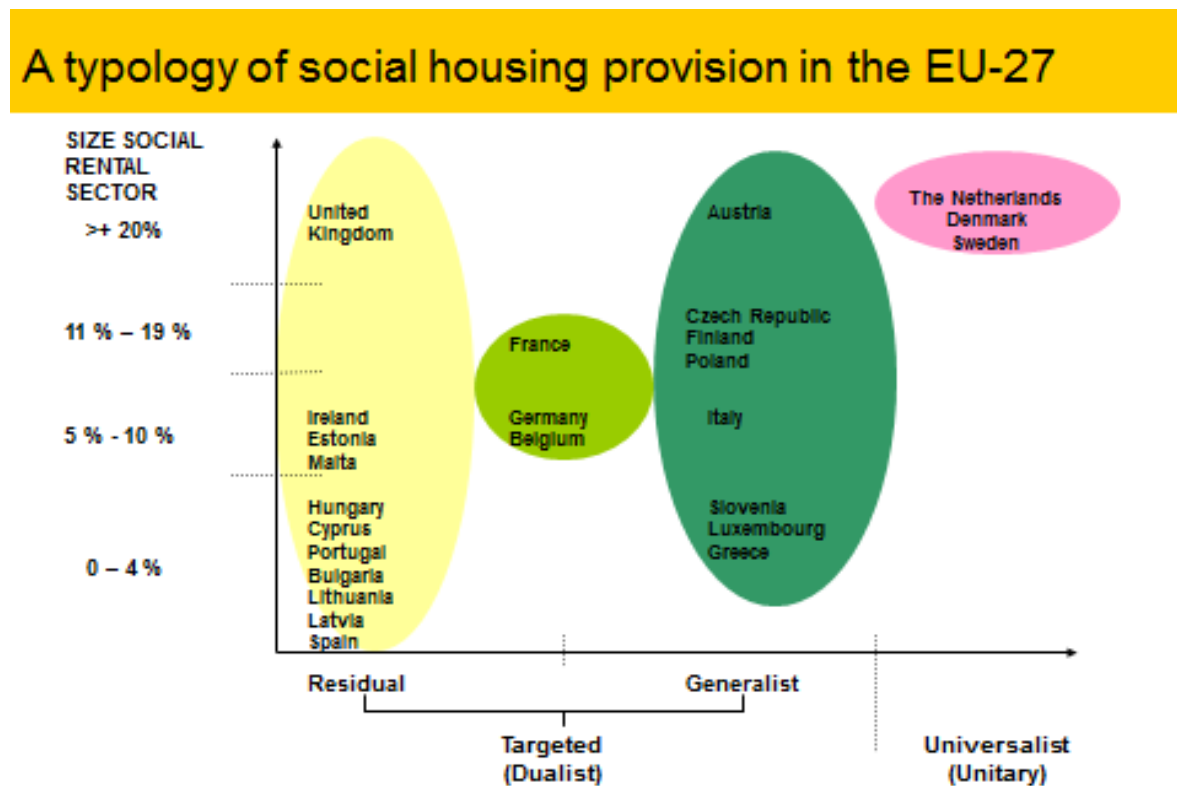 A typology of social housing provision in the EU-27
SIZE SOCIAL
RENTAL
SECTOR
>+ 20%
11 % – 19 %
5 % - 10 %
0 – 4 %
United
Kingdom
Ireland
Estonia
Malta
Hungary
Cyprus
Portugal
Bulgaria
Lithuania
Latvia
Spain
France
Germany
Belgium
Austria
Czech Republic
Finland
Poland
Italy
Slovenia
Luxembourg
Greece
The Netherlands
Denmark
Sweden
Residual
Generalist
Targeted
(Dualist)
Universalist
(Unitary)